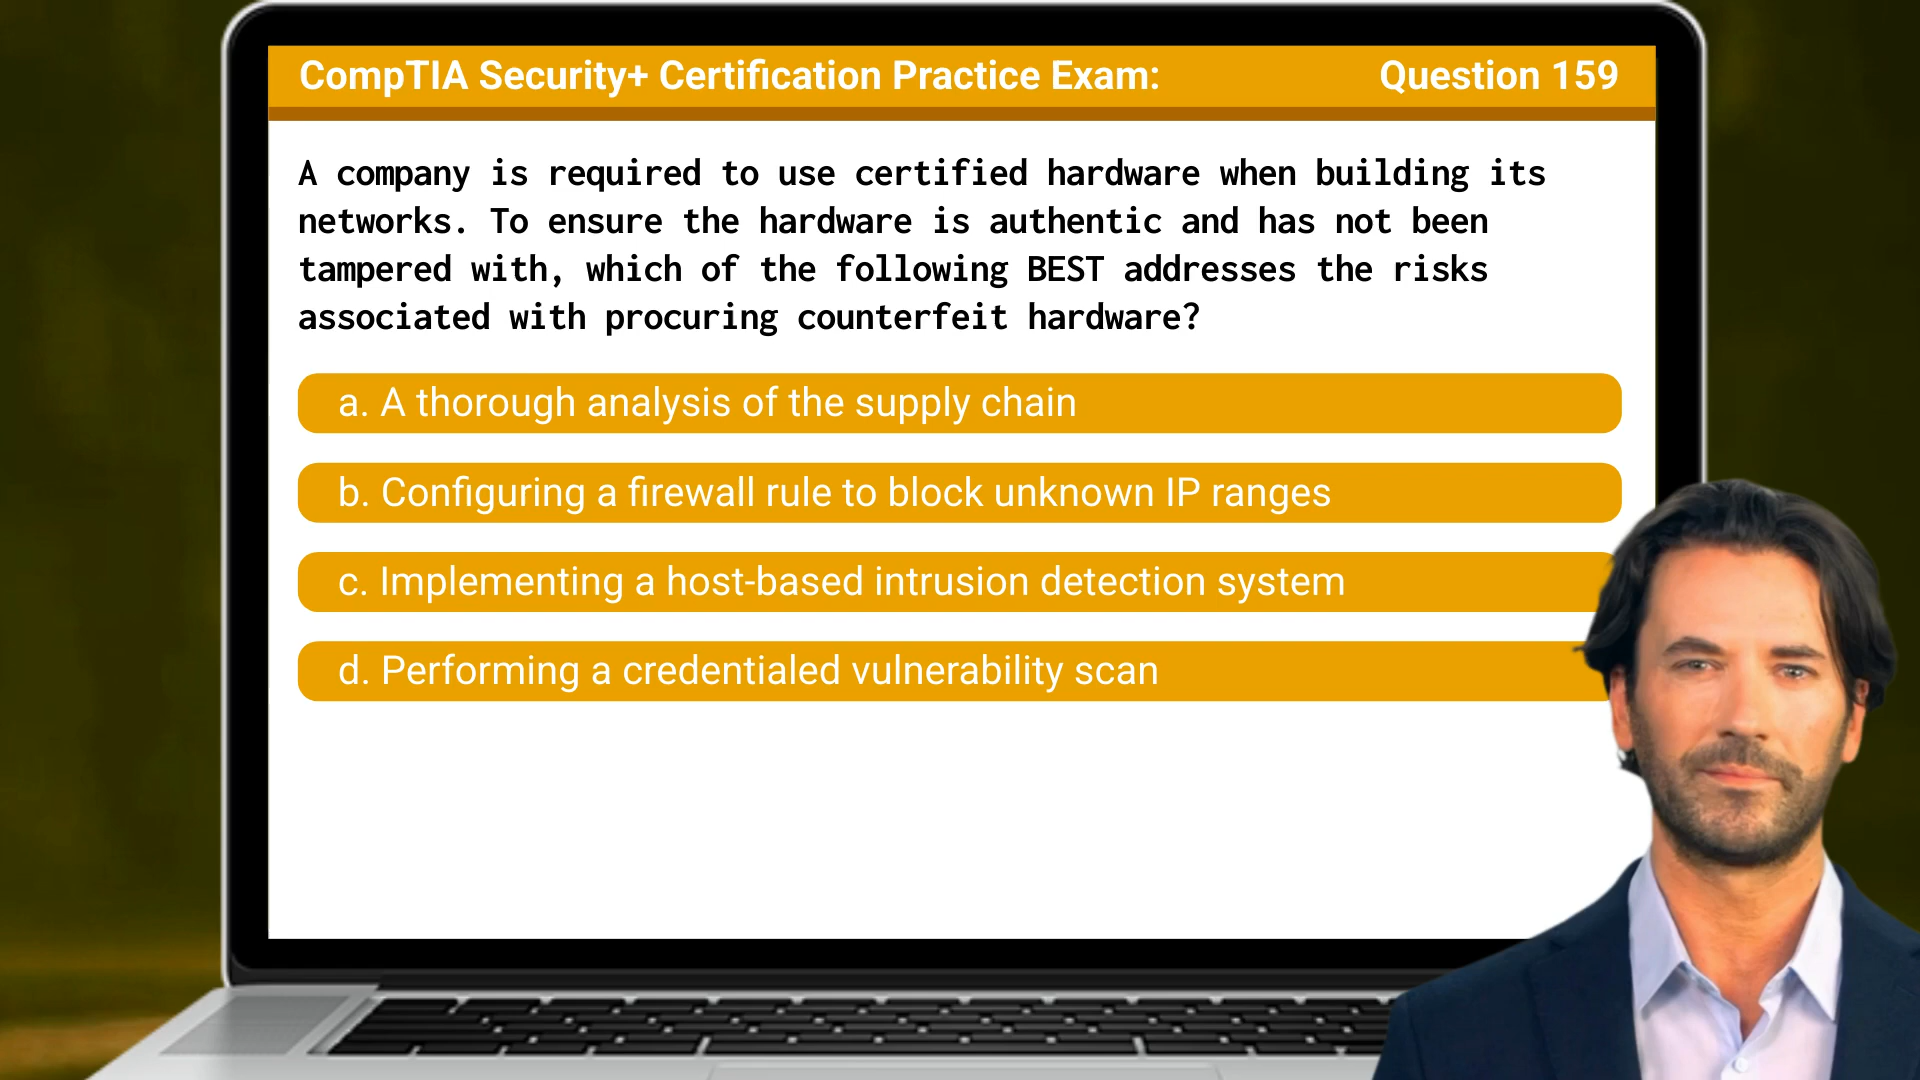 CompTIA Security+ Certification Practice Exam: Question 159
A company is required to use certified hardware when building its
networks. To ensure the hardware is authentic and has not been
tampered with, which of the following BEST addresses the risks
associated with procuring counterfeit hardware?
a. A thorough analysis of the supply chain
b. Configuring a firewall rule to block unknown IP ranges
c. Implementing a host-based intrusion detection system
d. Performing a credentialed vulnerability scan